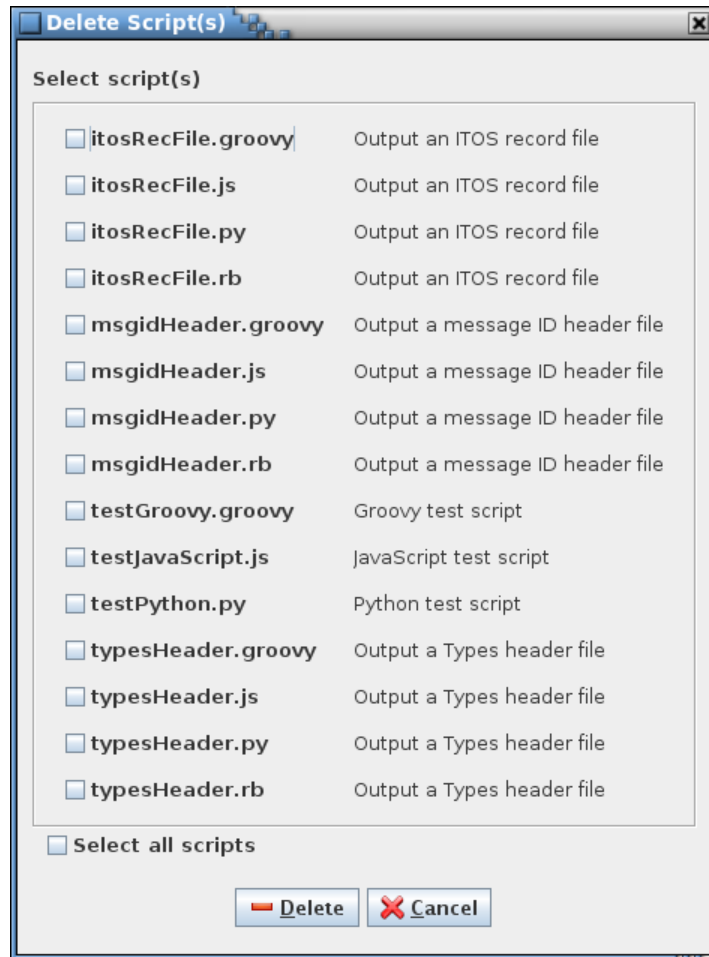 Delete Script(s)
Select script(s)
itosRecFile.groovy Output an ITOS record file
itosRecFile.js Output an ITOS record file
itosRecFile.py Output an ITOS record file
itosRecFile.rb Output an ITOS record file
msgidHeader.groovy Output a message ID header file
msgidHeader.js Output a message ID header file
msgidHeader.py Output a message ID header file
msgidHeader.rb Output a message ID header file
testGroovy.groovy Groovy test script
testJavaScript.js JavaScript test script
testPython.py Python test script
typesHeader.groovy Output a Types header file
typesHeader.js Output a Types header file
typesHeader.py Output a Types header file
typesHeader.rb Output a Types header file
Select all scripts
Delete Cancel